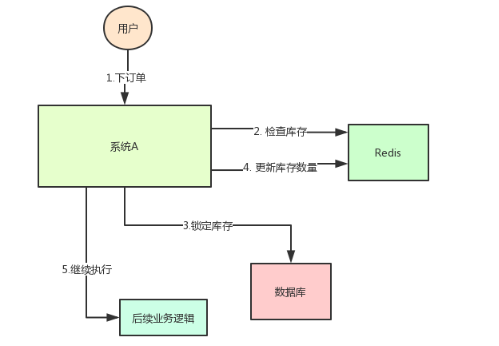 用户
1.下订单
系统A
2. 检查库存
Redis
4. 更新库存数量
3.锁定库存
5.继续执行
数据库
后续业务逻辑